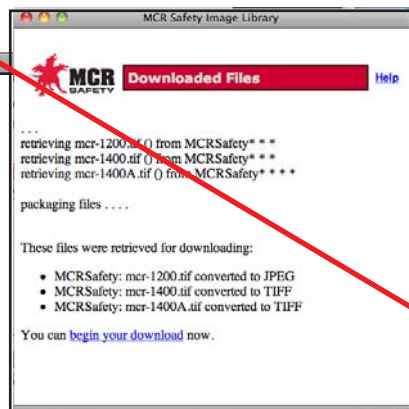 MCR Safety Image Library
MCR
SAFETY
Downloaded Files
Help
. . .
retrieving mcr-1200.tif () from MCRSafety* * *
retrieving mcr-1400.tif () from MCRSafety* * *
retrieving mcr-1400A.tif () from MCRSafety* * * *
packaging files . . . .
These files were retrieved for downloading:
• MCRSafety: mcr-1200.tif converted to JPEG
• MCRSafety: mcr-1400.tif converted to TIFF
• MCRSafety: mcr-1400A.tif converted to TIFF
You can begin your download now.